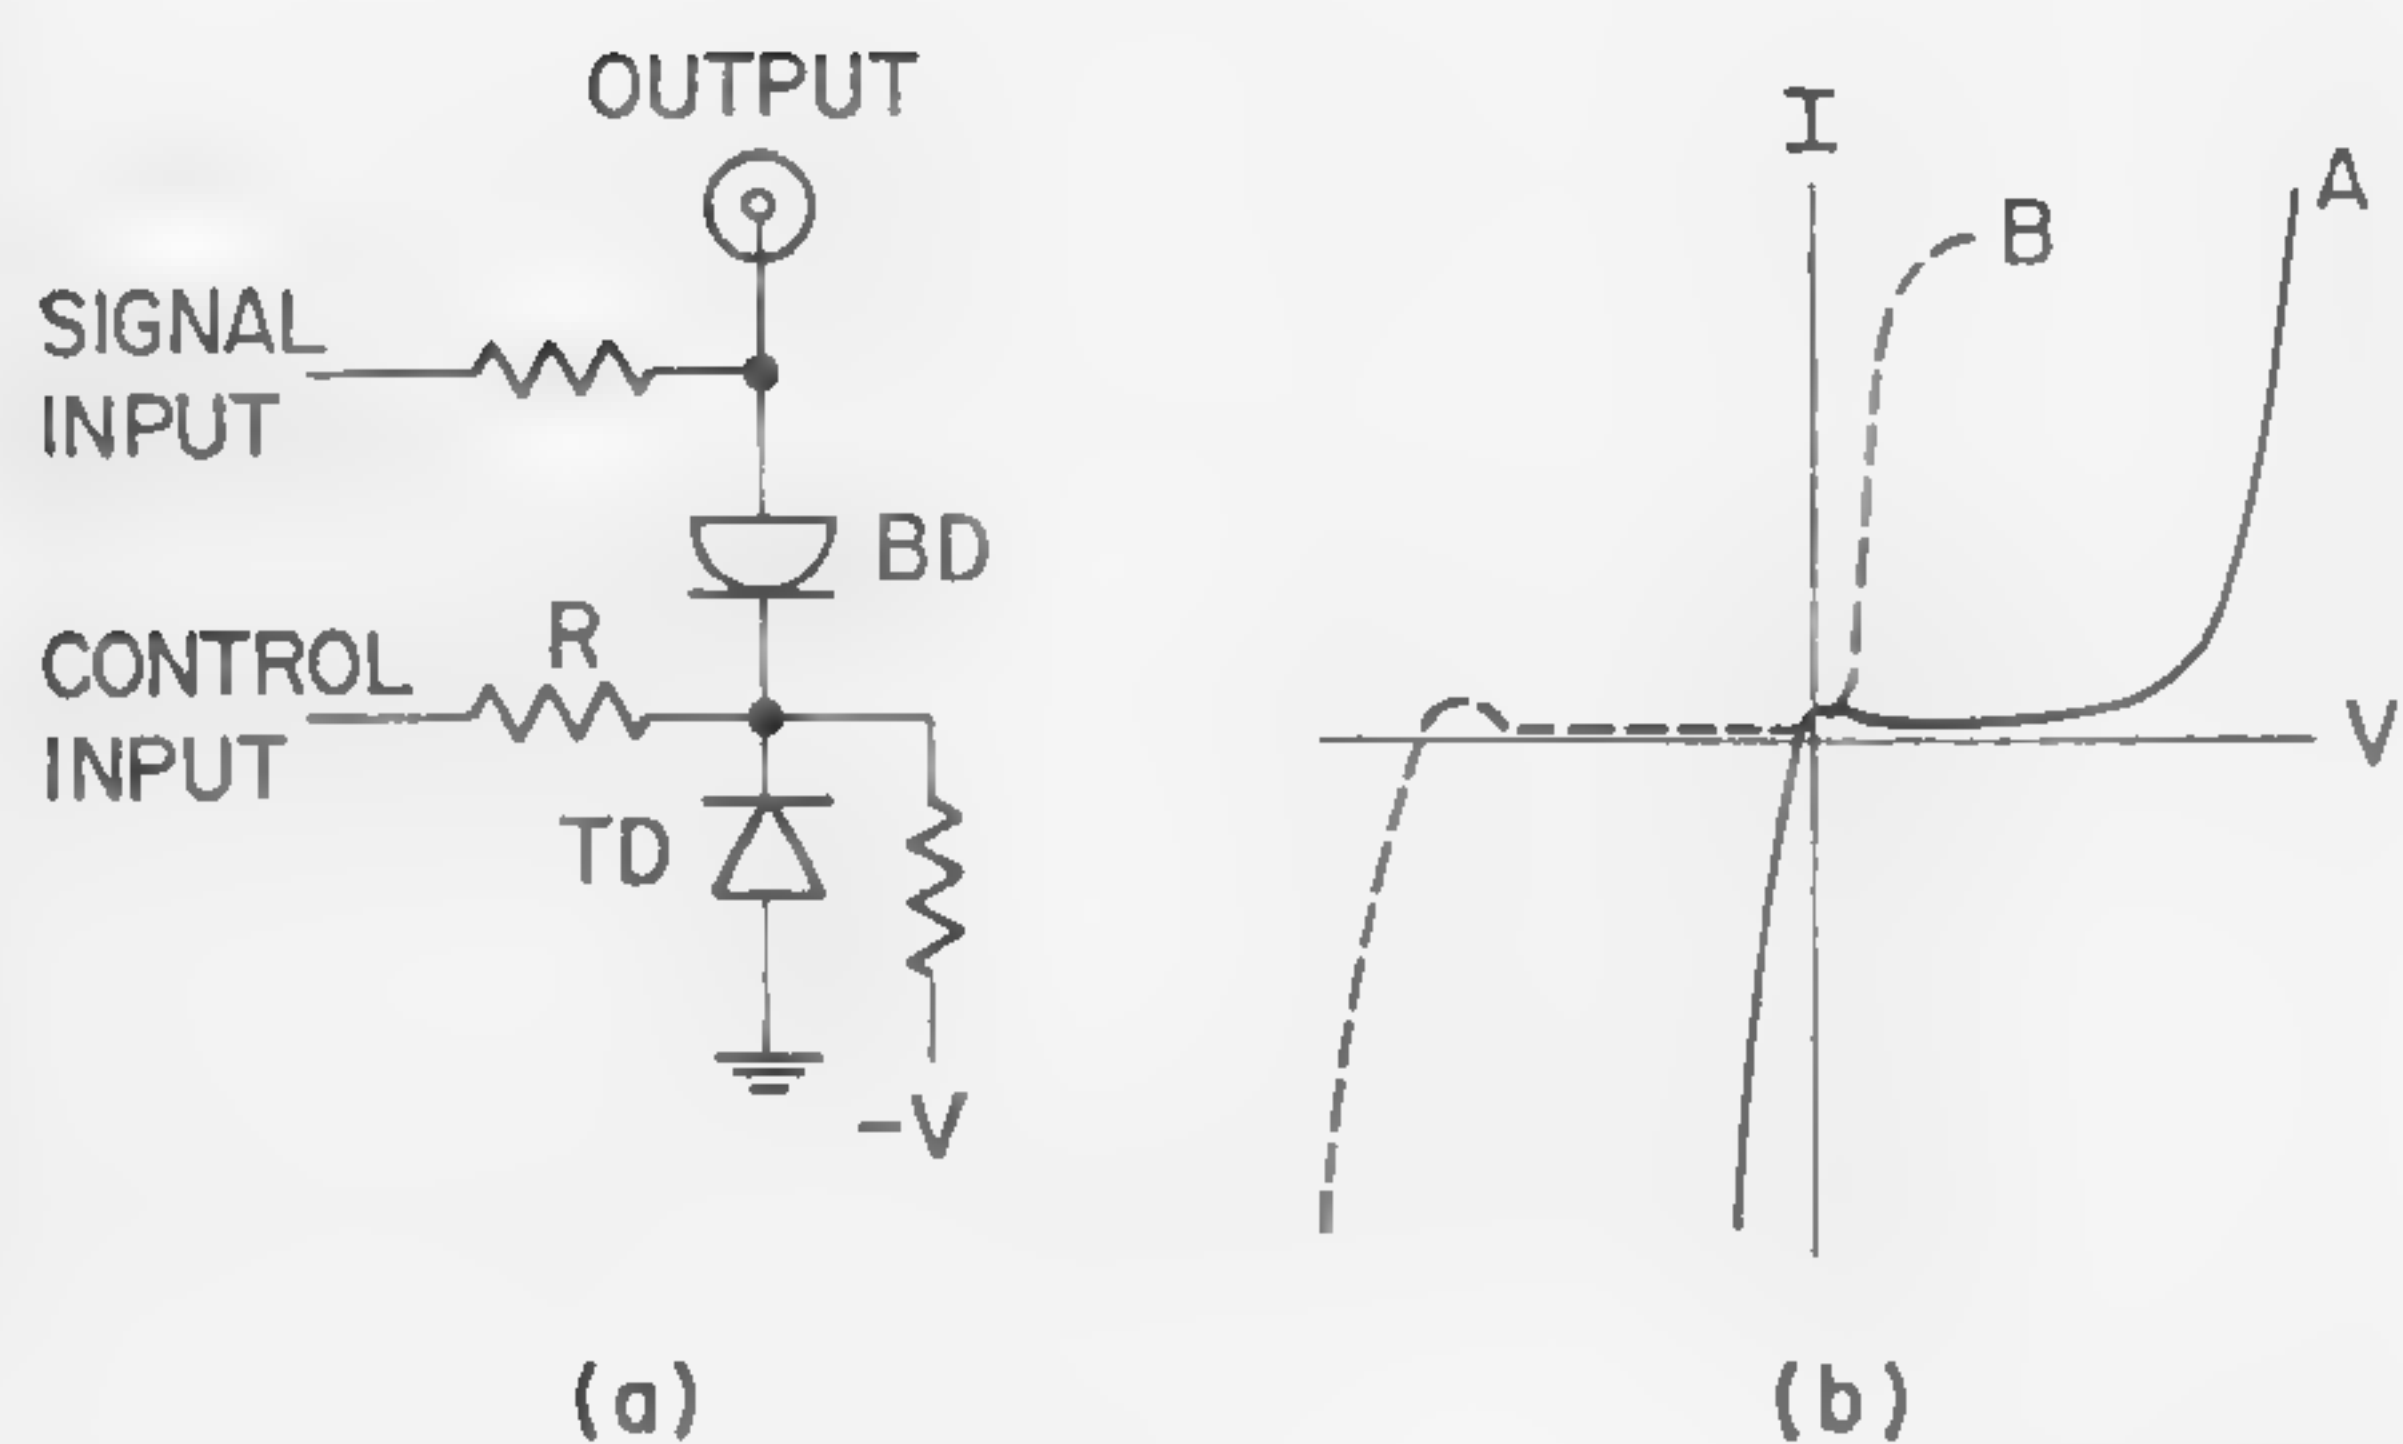 OUTPUT
SIGNAL
INPUT
BD
R
CONTROL
INPUT
TD
-V
(a)
I
A
B
V
(b)